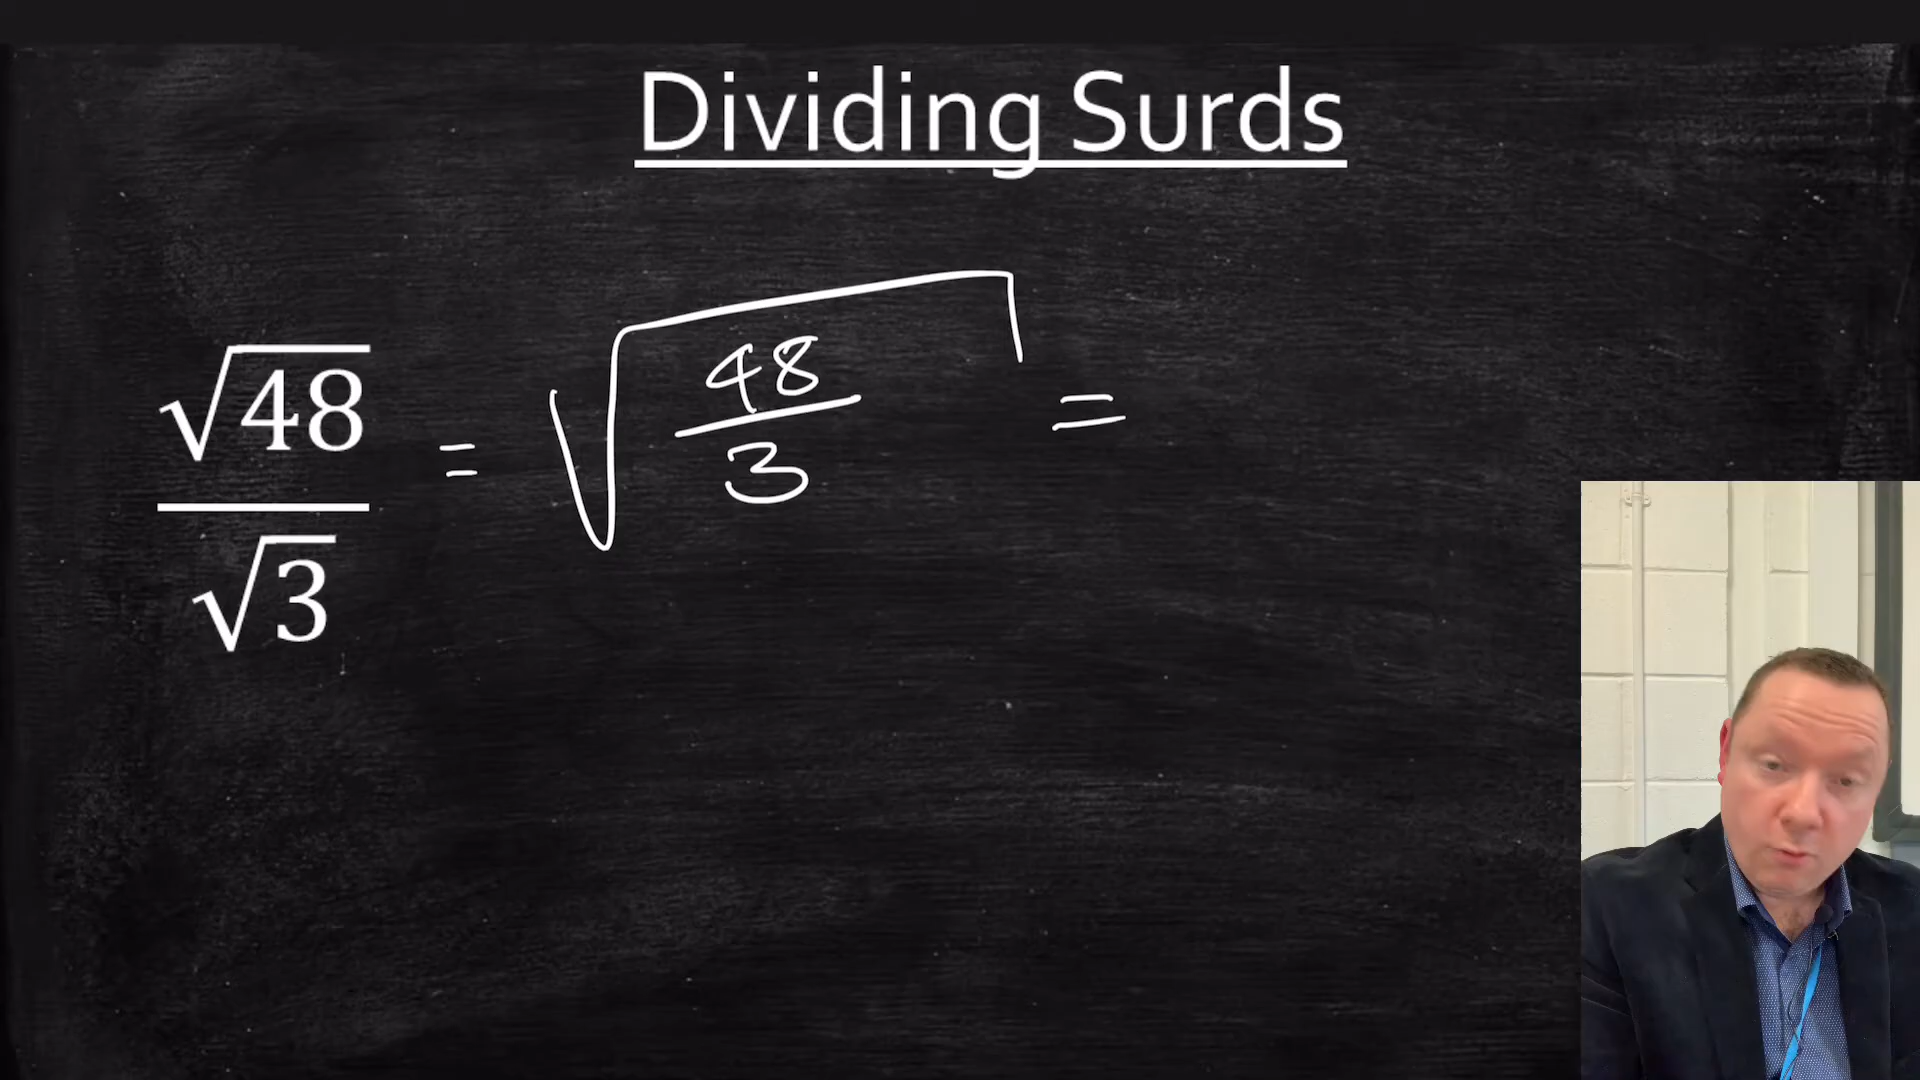 Dividing Surds
√48/√3 = √(48/3) =